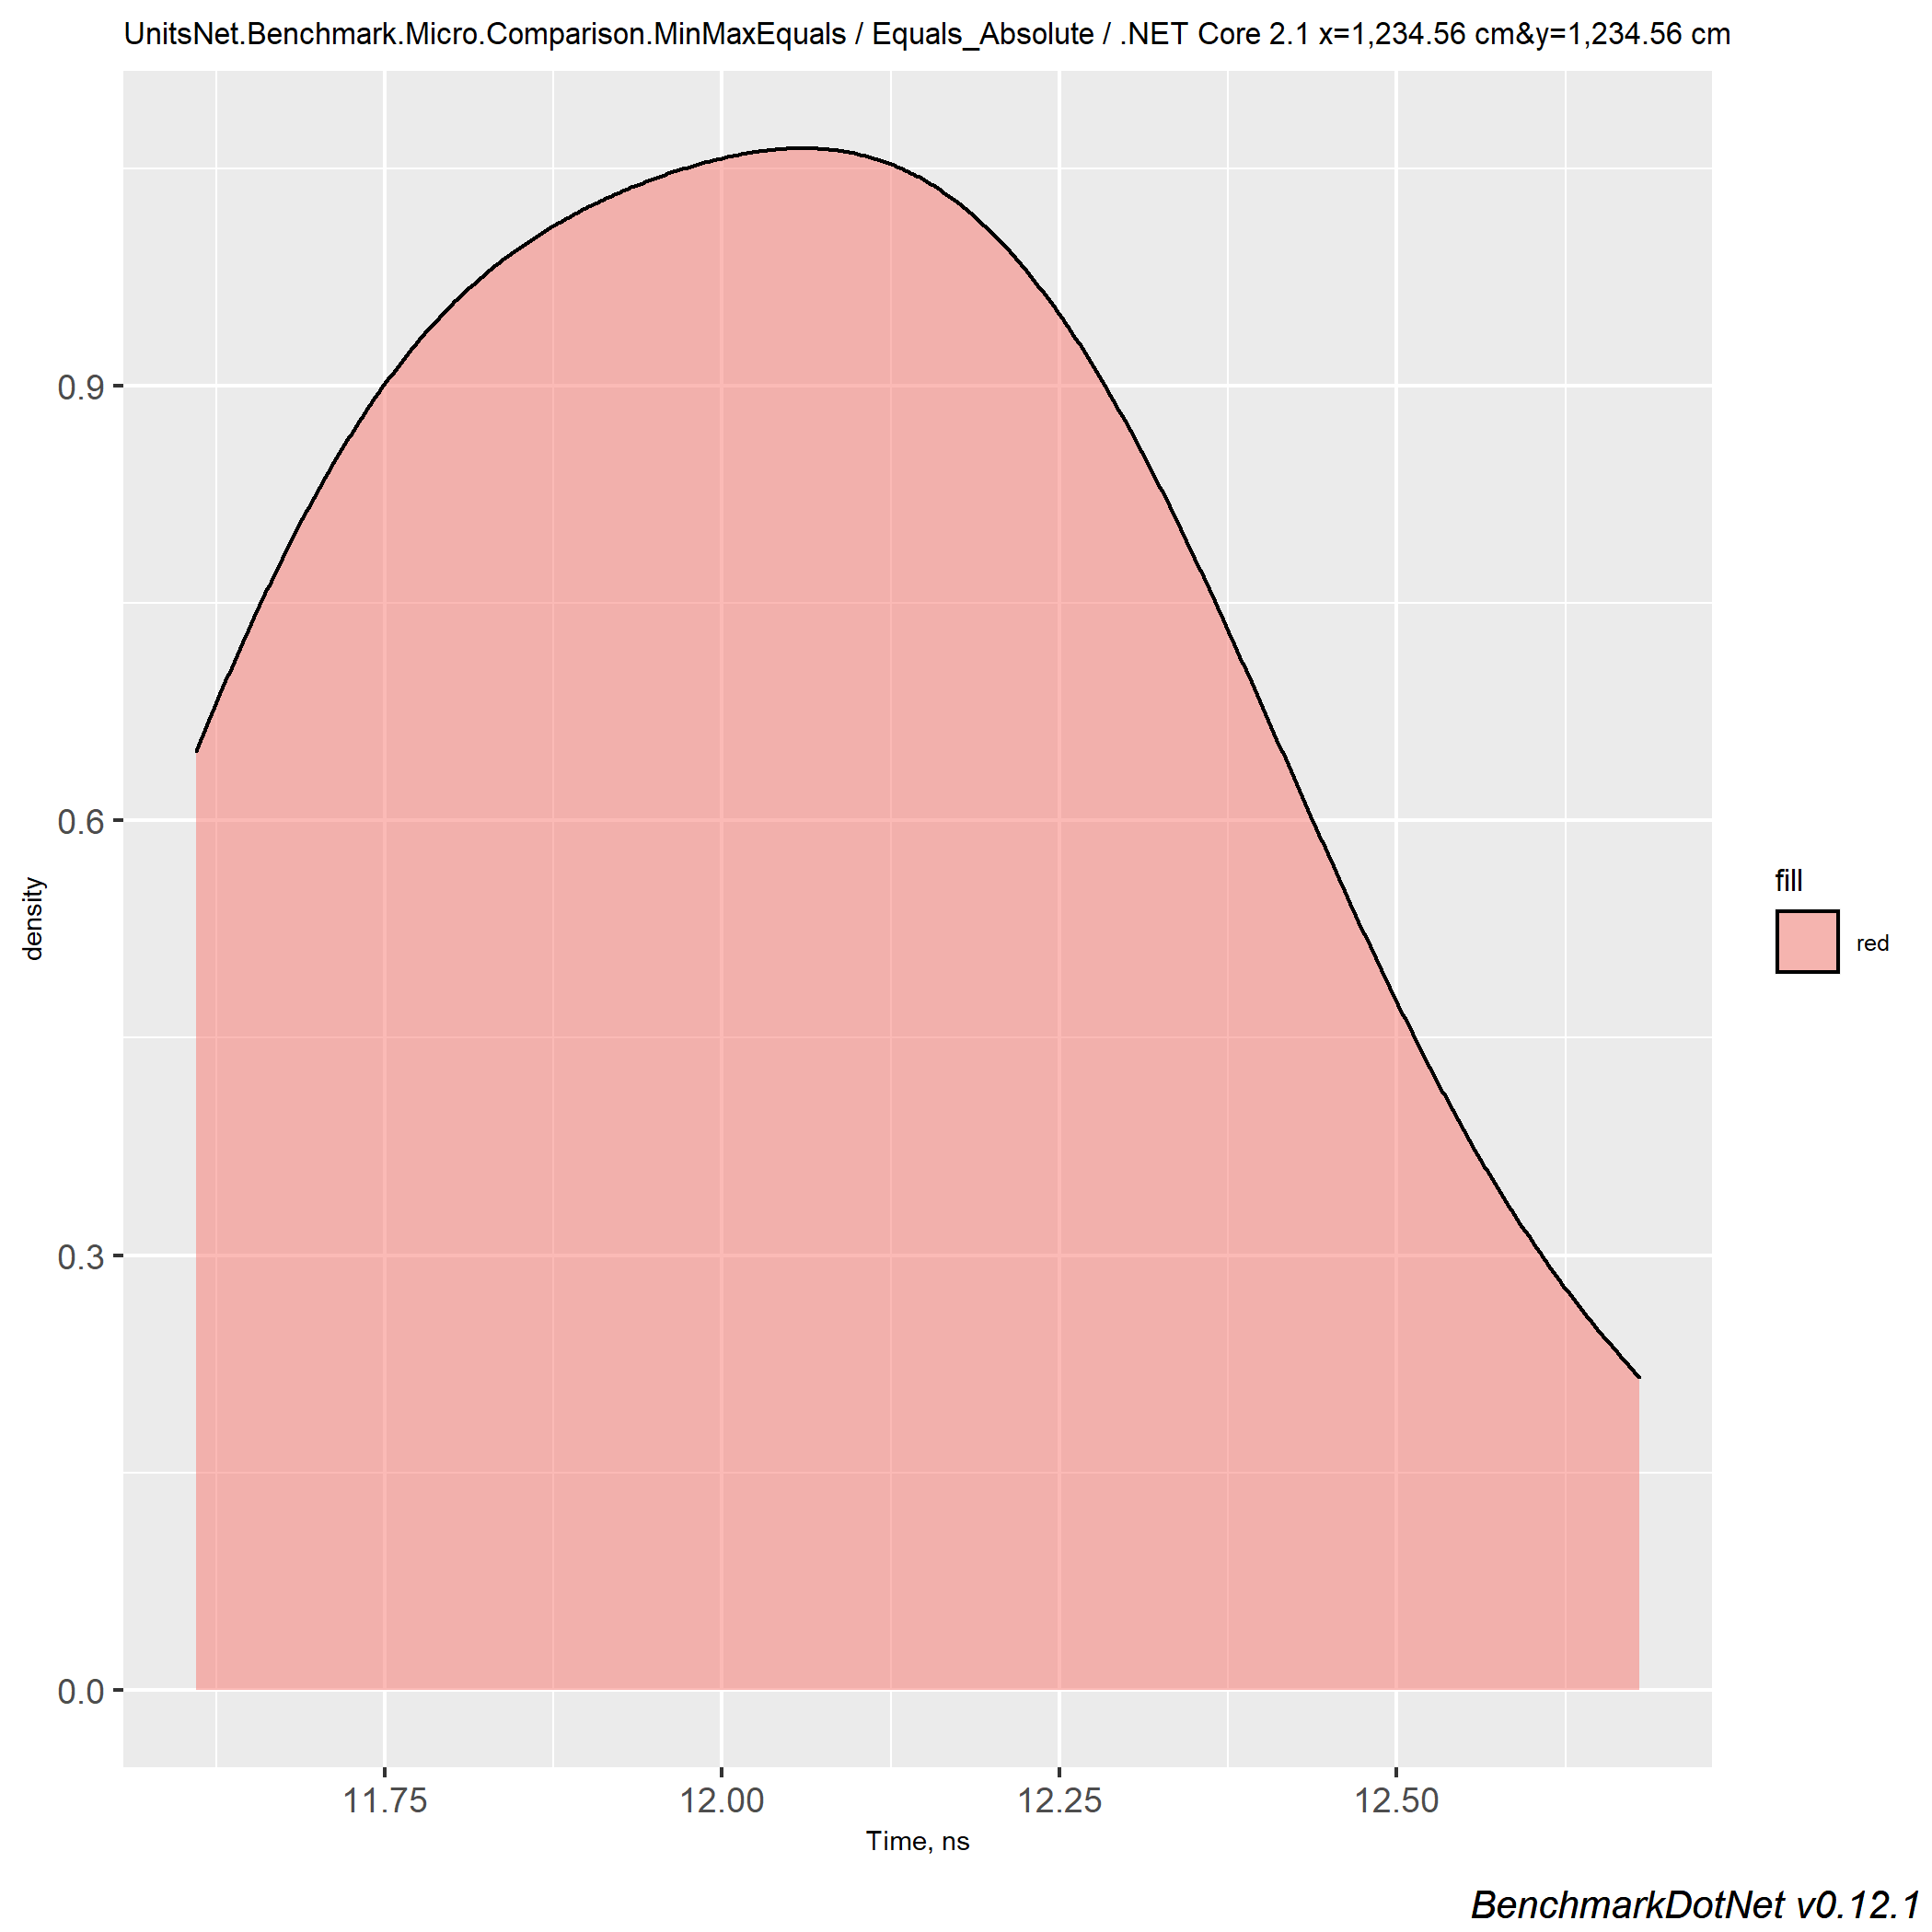 UnitsNet.Benchmark.Micro.Comparison.MinMaxEquals / Equals_Absolute / .NET Core 2.1 x=1,234.56 cm&y=1,234.56 cm
0.9
0.6
0.3
0.0
density
11.75 12.00 12.25 12.50
Time, ns
fill
red
BenchmarkDotNet v0.12.1